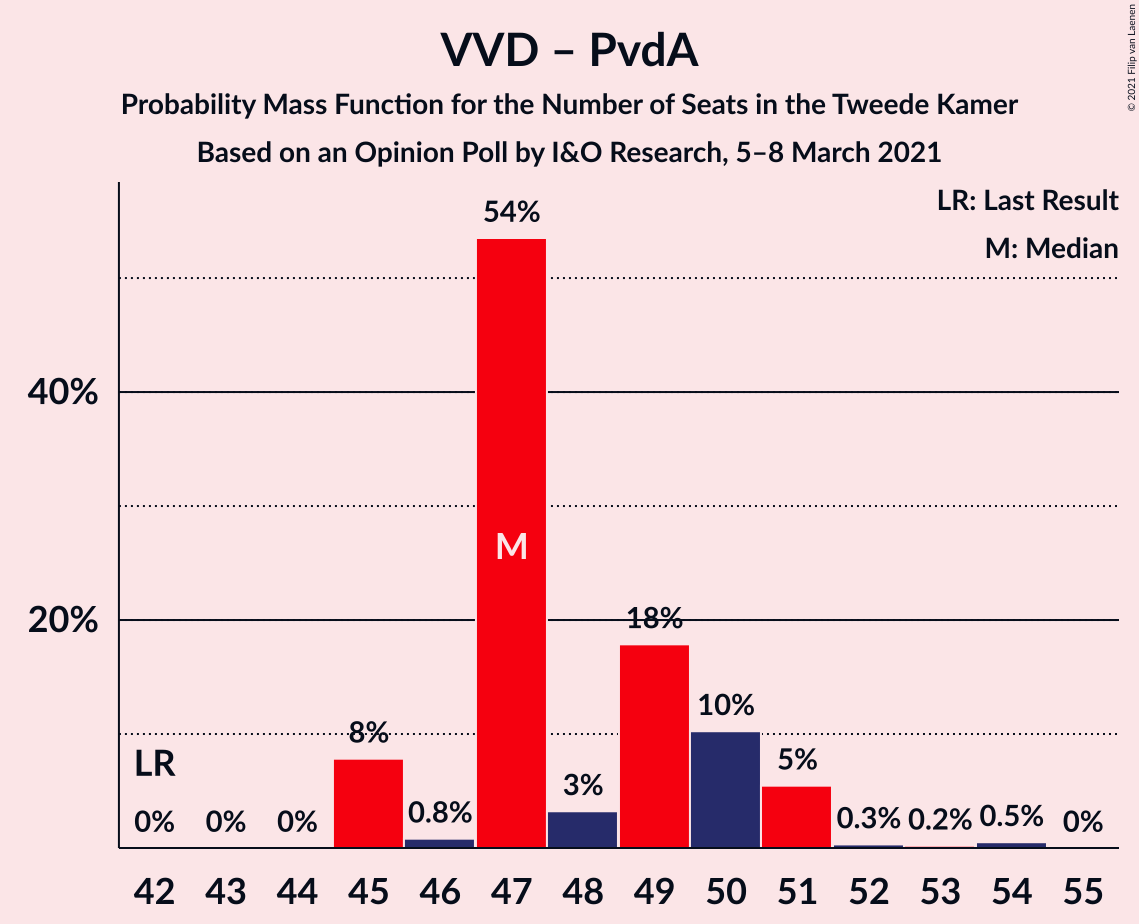 VVD – PvdA
Probability Mass Function for the Number of Seats in the Tweede Kamer
Based on an Opinion Poll by I&O Research, 5–8 March 2021
© 2021 Filip van Laenen
LR: Last Result
M: Median
54%
40%
M
20%
18%
10%
8%
5%
LR
3%
0% 0% 0% 0.8% 0.3% 0.2% 0.5% 0%
42 43 44 45 46 47 48 49 50 51 52 53 54 55